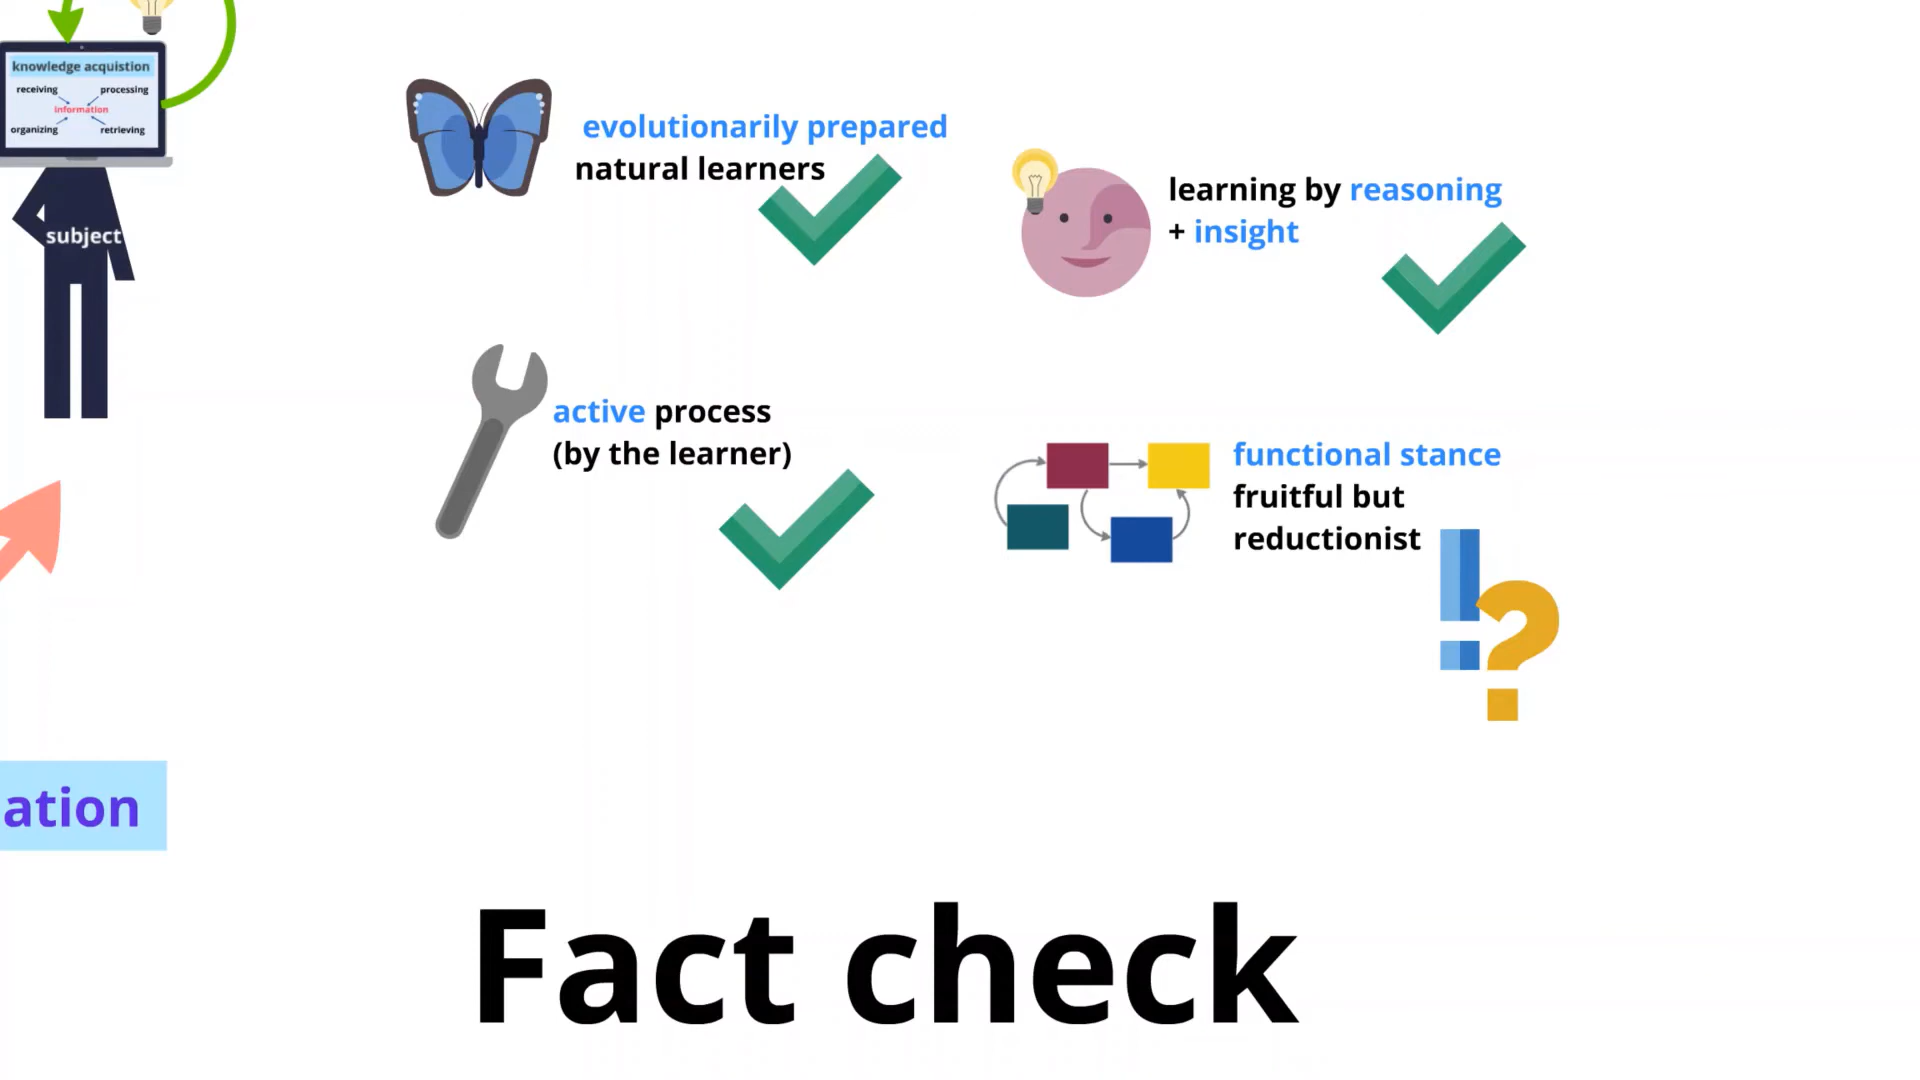 knowledge acquistion
receiving processing
information
organizing retrieving
subject
evolutionarily prepared
natural learners
learning by reasoning
+ insight
active process
(by the learner)
functional stance
fruitful but
reductionist
!?
ation
Fact check